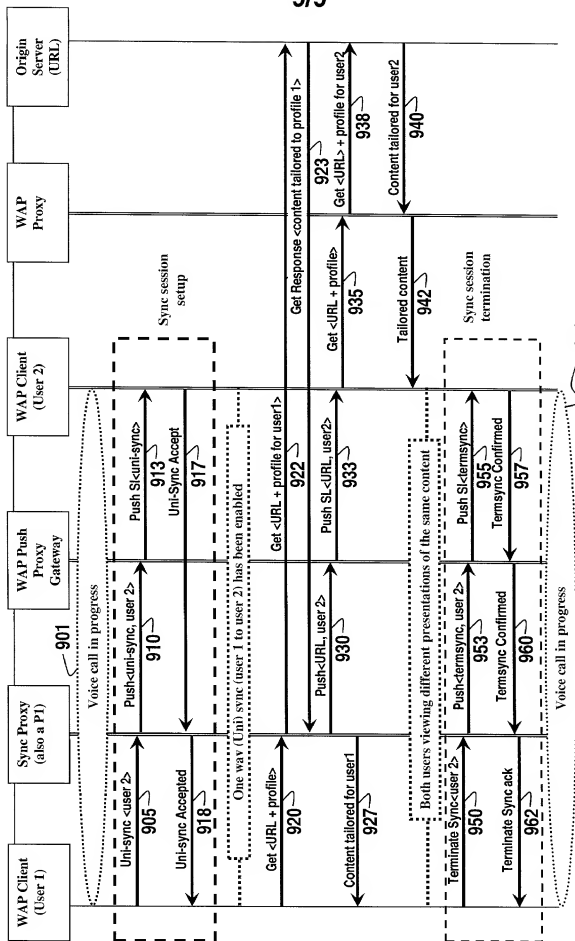 WAP Client
(User 1)
Sync Proxy
(also a P1)
WAP Push
Proxy
Gateway
WAP Client
(User 2)
WAP
Proxy
Origin
Server
(URL)
901
Voice call in progress
Sync session
setup
Uni-sync <user 2>
905
Push<uni-sync, user 2>
910
Push SI<uni-sync>
913
Uni-Sync Accept
917
Uni-sync Accepted
918
One way (Uni) sync (user 1 to user 2) has been enabled
Get <URL + profile>
920
Get <URL + profile for user1>
922
Get Response <content tailored to profile 1>
923
Content tailored for user1
927
Push<URL, user 2>
930
Push SL<URL, user2>
933
Get <URL + profile>
935
Get <URL> + profile for user2
938
Content tailored for user2
940
Tailored content
942
Both users viewing different presentations of the same content
Sync session
termination
Terminate Sync<user 2>
950
Push<termsync, user 2>
953
Push SI<termsync>
955
Termsync Confirmed
957
Termsync Confirmed
960
Terminate Sync ack
962
Voice call in progress